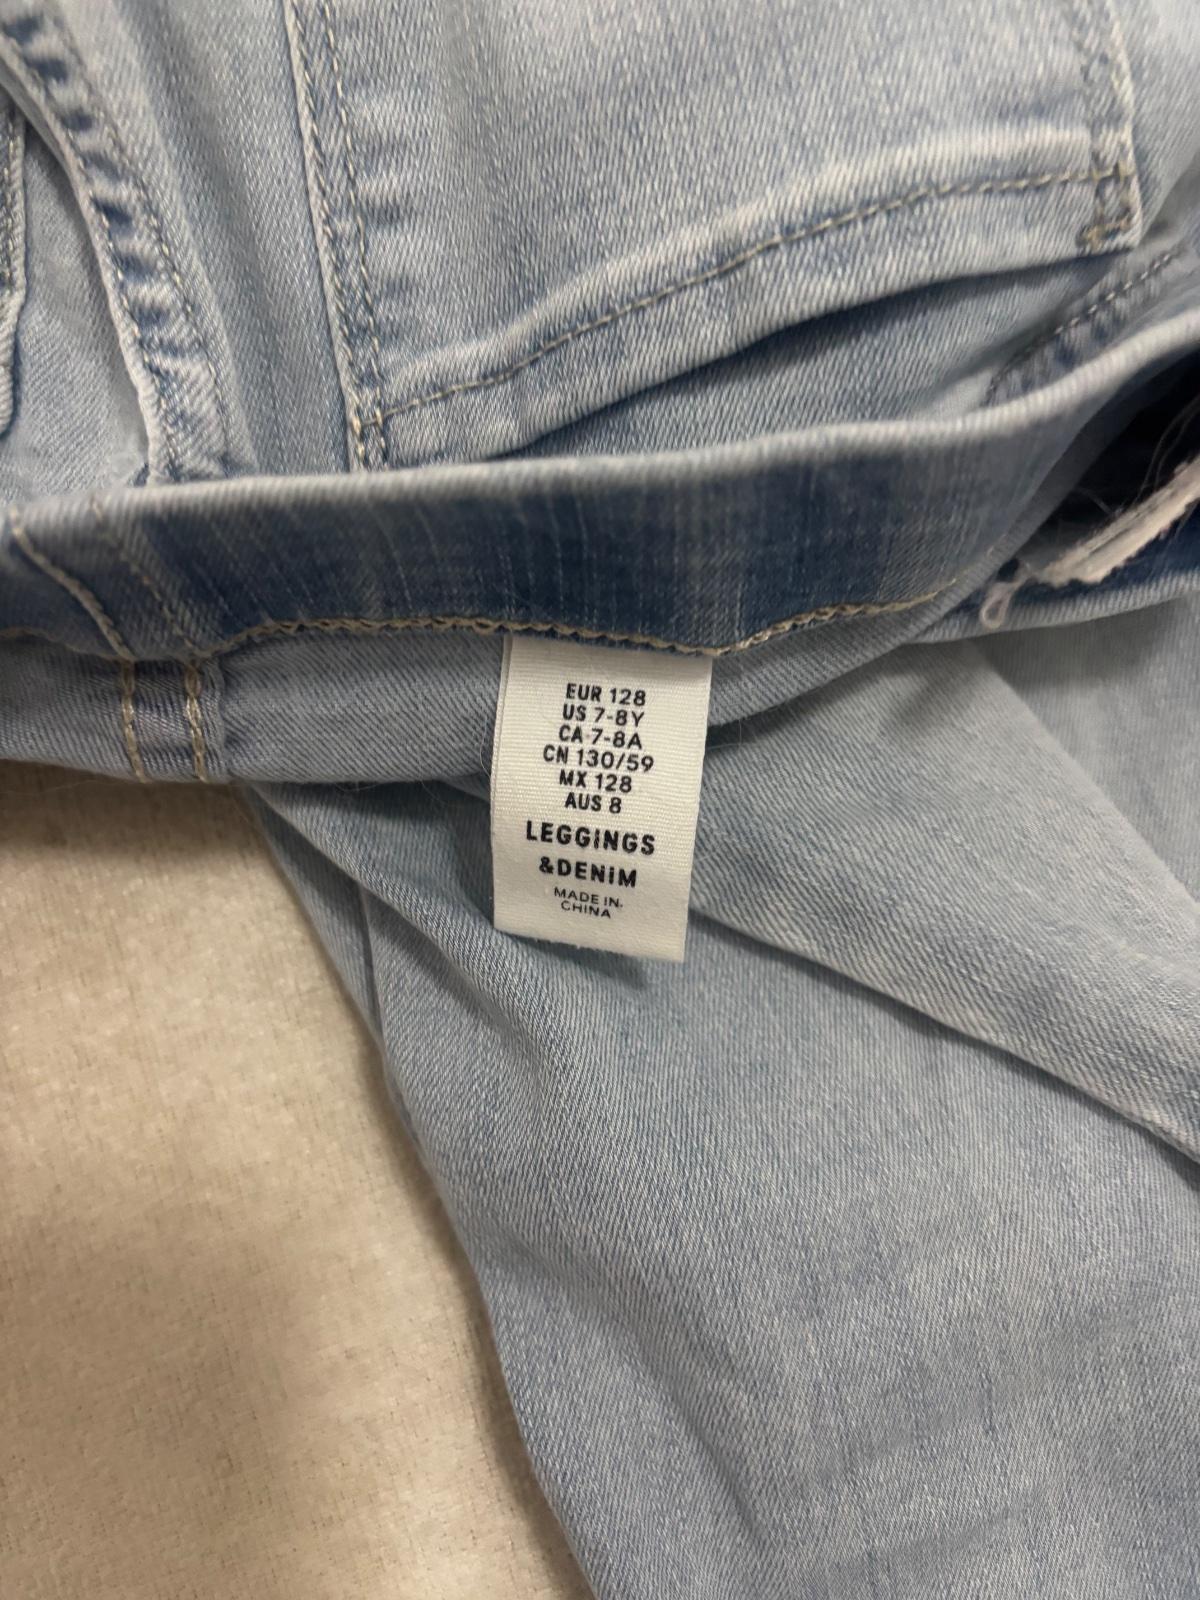 EUR 128
US 7-8Y
CA 7-8A
CN 130/59
MX 128
AUS 8
LEGGINGS
&DENIM
MADE IN
CHINA